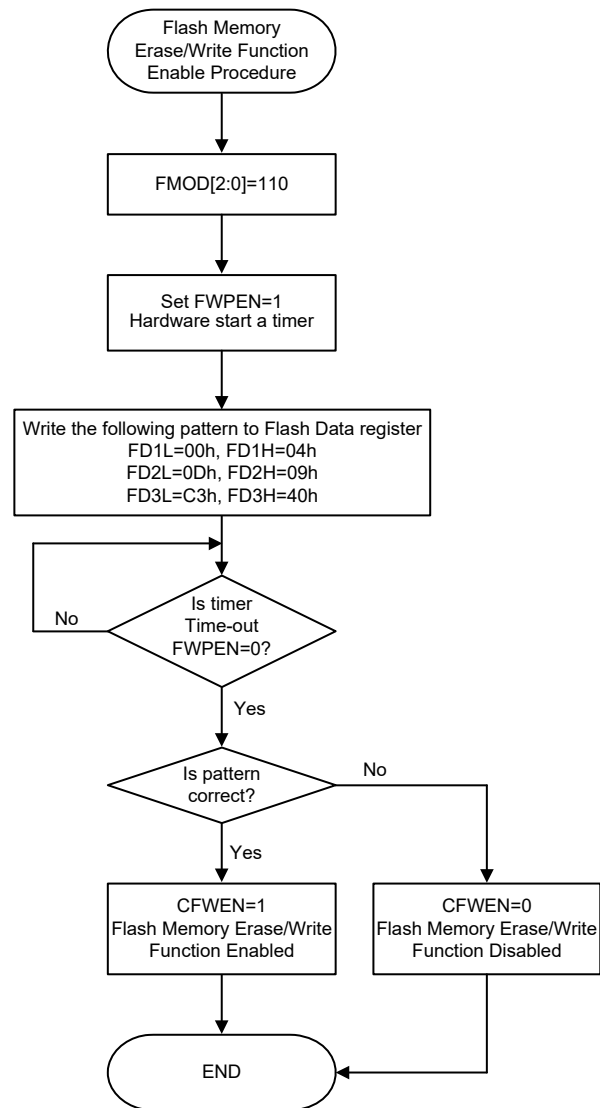 Flash Memory
Erase/Write Function
Enable Procedure
FMOD[2:0]=110
Set FWPEN=1
Hardware start a timer
Write the following pattern to Flash Data register
FD1L=00h, FD1H=04h
FD2L=0Dh, FD2H=09h
FD3L=C3h, FD3H=40h
Is timer
Time-out
FWPEN=0?
No
Yes
Is pattern
correct?
No
Yes
CFWEN=1
Flash Memory Erase/Write
Function Enabled
CFWEN=0
Flash Memory Erase/Write
Function Disabled
END